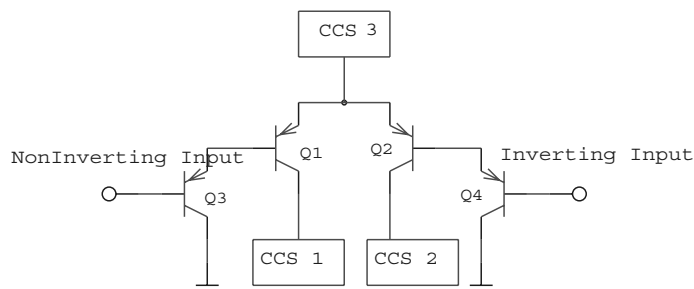 CCS 3
NonInverting Input
Q1
Q2
Inverting Input
Q3
Q4
CCS 1
CCS 2